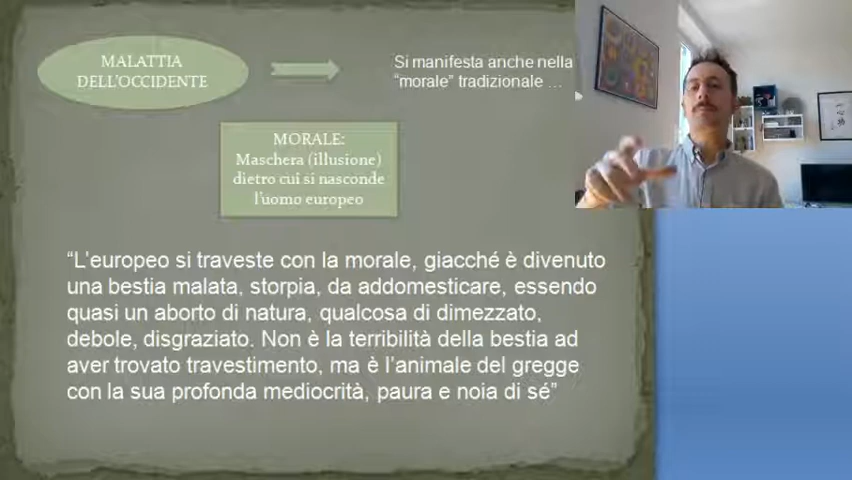 MALATTIA
DELL'OCCIDENTE
Si manifesta anche nella
“morale” tradizionale …
MORALE:
Maschera (illusione)
dietro cui si nasconde
l'uomo europeo
“L'europeo si traveste con la morale, giacché è divenuto
una bestia malata, storpia, da addomesticare, essendo
quasi un aborto di natura, qualcosa di dimezzato,
debole, disgraziato. Non è la terribilità della bestia ad
aver trovato travestimento, ma è l'animale del gregge
con la sua profonda mediocrità, paura e noia di sé”